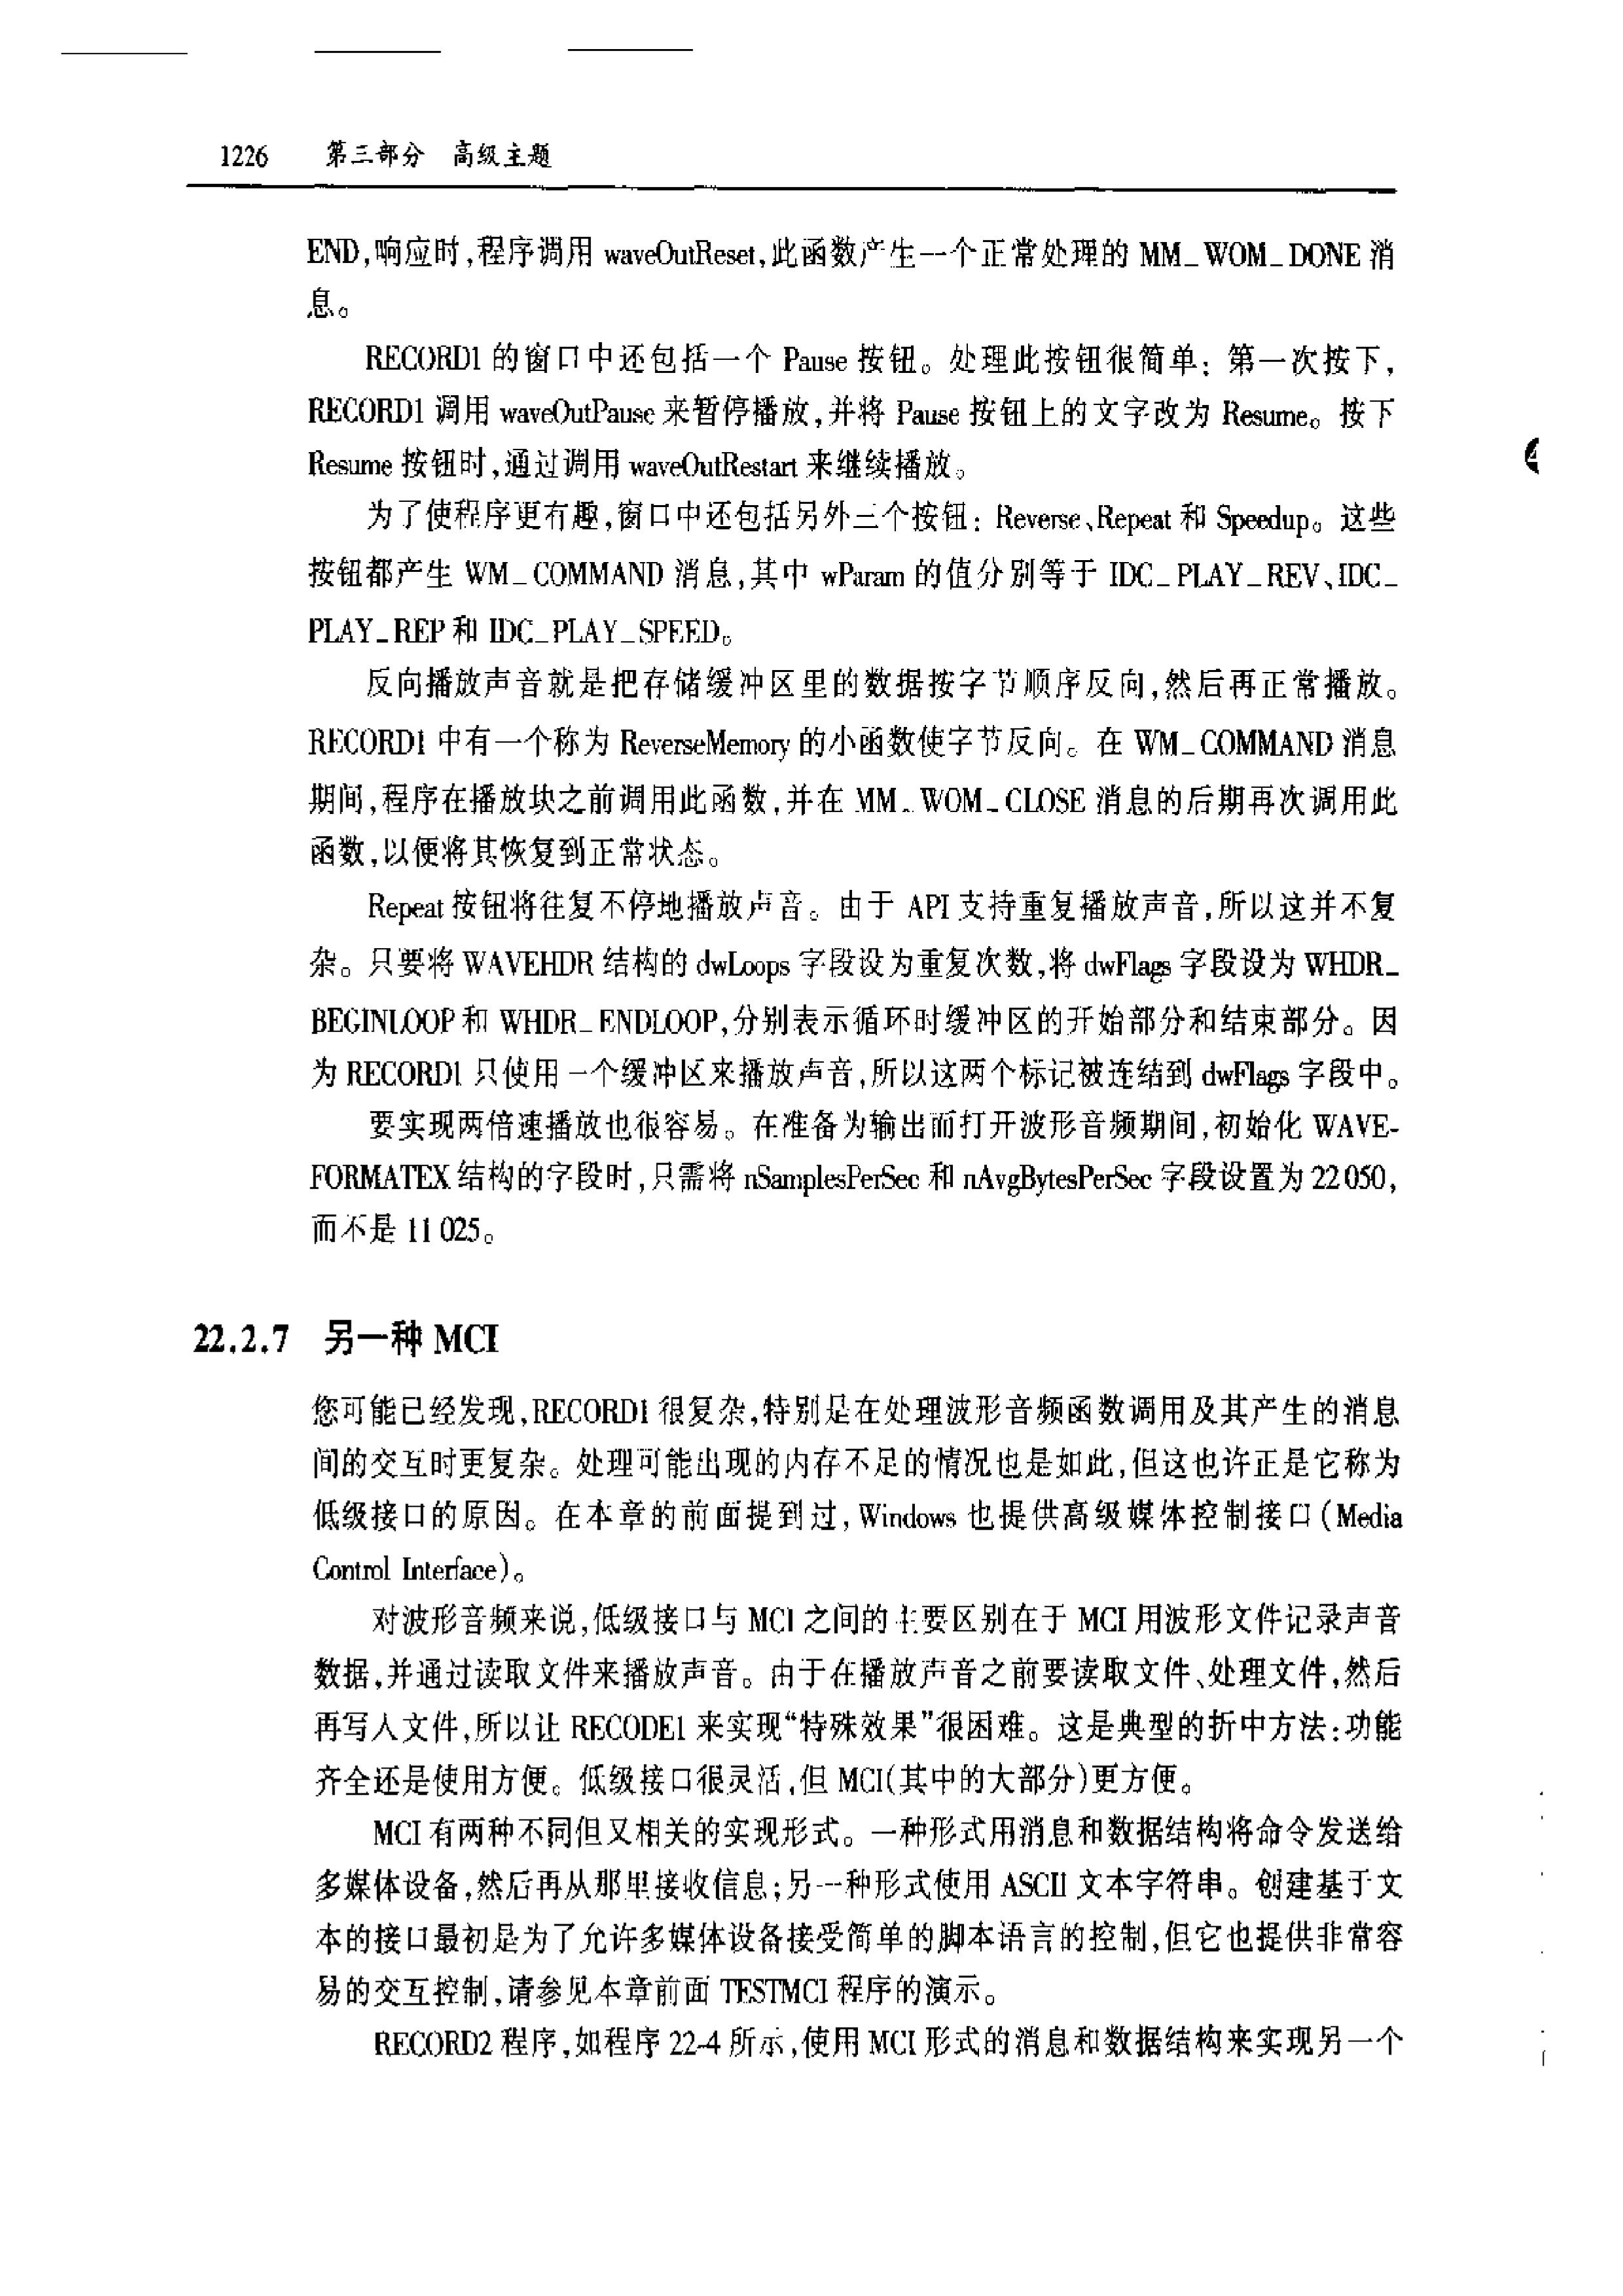 1226 第三部分 高级主题
END,响应时,程序调用 waveOutReset,此函数产生一个正常处理的 MM_WOM_DONE 消
息。
RECORD1 的窗口中还包括一个 Pause 按钮。处理此按钮很简单：第一次按下，
RECORD1 调用 waveOutPause 来暂停播放,并将 Pause 按钮上的文字改为 Resume。按下
Resume 按钮时,通过调用 waveOutRestart 来继续播放。
为了使程序更有趣,窗口中还包括另外三个按钮：Reverse、Repeat 和 Speedup。这些
按钮都产生 WM_COMMAND 消息,其中 wParam 的值分别等于 IDC_PLAY_REV、IDC_
PLAY_REP 和 IDC_PLAY_SPEED。
反向播放声音就是把存储缓冲区里的数据按字节顺序反向,然后再正常播放。
RECORD1 中有一个称为 ReverseMemory 的小函数使字节反向。在 WM_COMMAND 消息
期间,程序在播放块之前调用此函数,并在 MM_WOM_CLOSE 消息的后期再次调用此
函数,以便将其恢复到正常状态。
Repeat 按钮将往复不停地播放声音。由于 API 支持重复播放声音,所以这并不复
杂。只要将 WAVEHDR 结构的 dwLoops 字段设为重复次数,将 dwFlags 字段设为 WHDR_
BEGINLOOP 和 WHDR_ENDLOOP,分别表示循环时缓冲区的开始部分和结束部分。因
为 RECORD1 只使用一个缓冲区来播放声音,所以这两个标记被连结到 dwFlags 字段中。
要实现两倍速播放也很容易。在准备为输出而打开波形音频期间,初始化 WAVE-
FORMATEX 结构的字段时,只需将 nSamplesPerSec 和 nAvgBytesPerSec 字段设置为 22 050,
而不是 11 025。
22.2.7 另一种 MCI
您可能已经发现,RECORD1 很复杂,特别是在处理波形音频函数调用及其产生的消息
间的交互时更复杂。处理可能出现的内存不足的情况也是如此,但这也许正是它称为
低级接口的原因。在本章的前面提到过, Windows 也提供高级媒体控制接口(Media
Control Interface)。
对波形音频来说,低级接口与 MCI 之间的主要区别在于 MCI 用波形文件记录声音
数据,并通过读取文件来播放声音。由于在播放声音之前要读取文件、处理文件,然后
再写入文件,所以让 RECODE1 来实现“特殊效果”很困难。这是典型的折中方法:功能
齐全还是使用方便。低级接口很灵活,但 MCI(其中的大部分)更方便。
MCI 有两种不同但又相关的实现形式。一种形式用消息和数据结构将命令发送给
多媒体设备,然后再从那里接收信息;另一种形式使用 ASCII 文本字符串。创建基于文
本的接口最初是为了允许多媒体设备接受简单的脚本语言的控制,但它也提供非常容
易的交互控制,请参见本章前面 TESTMCI 程序的演示。
RECORD2 程序,如程序 22-4 所示,使用 MCI 形式的消息和数据结构来实现另一个